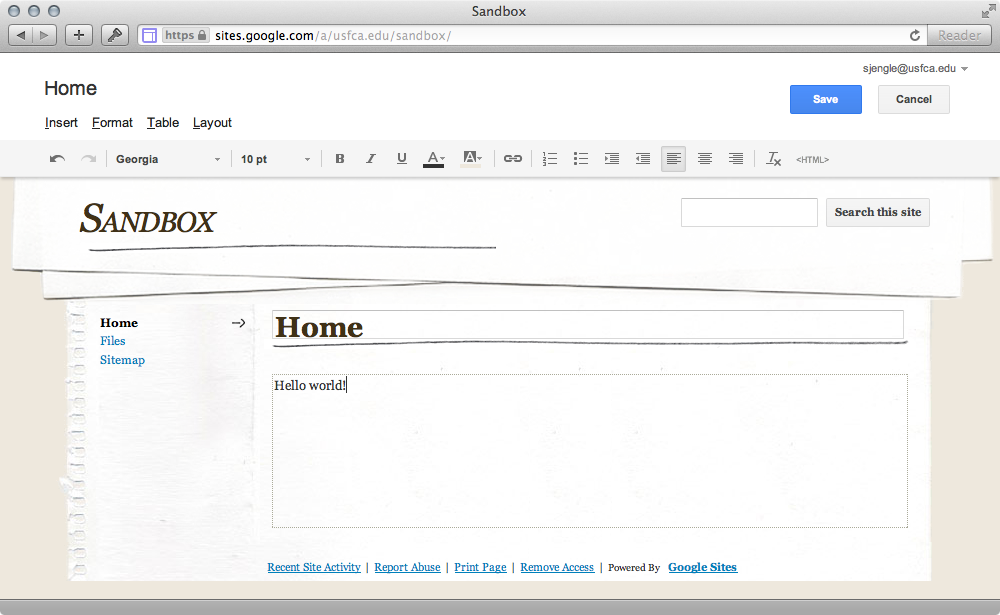 Sandbox
https sites.google.com/a/usfca.edu/sandbox/ Reader
sjengle@usfca.edu
Home
Save Cancel
Insert Format Table Layout
Georgia 10 pt B I U A A Tx <HTML>
SANDBOX
Search this site
Home
Files
Sitemap
Home
Hello world!
Recent Site Activity | Report Abuse | Print Page | Remove Access | Powered By Google Sites